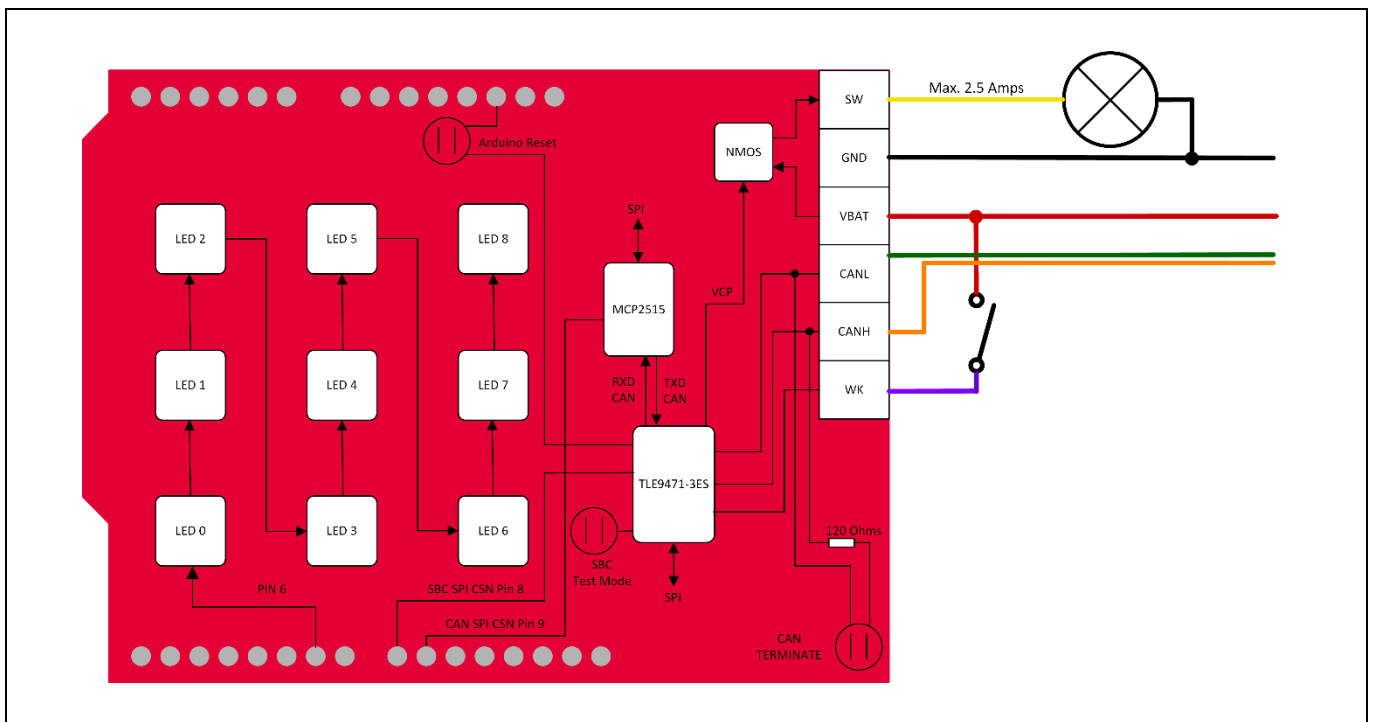 SW
Max. 2.5 Amps
Arduino Reset
NMOS
GND
SPI
VBAT
LED 2
LED 5
LED 8
CANL
VCP
MCP2515
CANH
LED 1
LED 4
LED 7
RXD
CAN
TXD
CAN
WK
TLE9471-3ES
LED 0
LED 3
LED 6
120 Ohms
SBC
Test Mode
PIN 6
SBC SPI CSN Pin 8
SPI
CAN SPI CSN Pin 9
CAN
TERMINATE